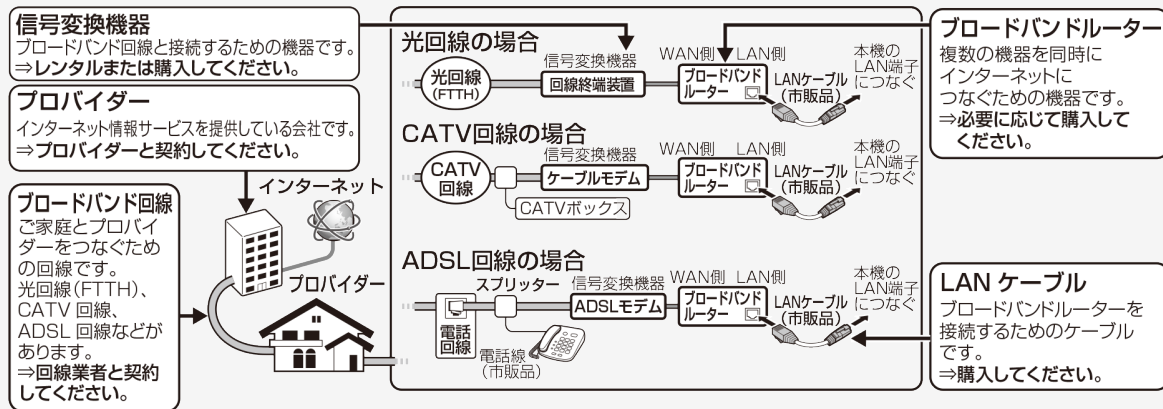 信号変換機器
ブロードバンド回線と接続するための機器です。
⇒レンタルまたは購入してください。
プロバイダー
インターネット情報サービスを提供している会社です。
⇒プロバイダーと契約してください。
ブロードバンド回線
ご家庭とプロバイ
ダーをつなぐため
の回線です。
光回線(FTTH)、
CATV 回線、
ADSL 回線などが
あります。
⇒回線業者と契約
してください。
インターネット
プロバイダー
光回線の場合
信号変換機器
WAN側 LAN側
本機の
LAN端子
につなぐ
光回線
(FTTH)
回線終端装置
ブロードバンド
ルーター
LANケーブル
(市販品)
CATV回線の場合
信号変換機器
WAN側 LAN側
本機の
LAN端子
につなぐ
CATV
回線
ケーブルモデム
ブロードバンド
ルーター
LANケーブル
(市販品)
CATVボックス
ADSL回線の場合
スプリッター
信号変換機器
WAN側 LAN側
本機の
LAN端子
につなぐ
ADSLモデム
ブロードバンド
ルーター
LANケーブル
(市販品)
電話
回線
電話線
(市販品)
ブロードバンドルーター
複数の機器を同時に
インターネットに
つなぐための機器です。
⇒必要に応じて購入して
ください。
LAN ケーブル
ブロードバンドルーターを
接続するためのケーブル
です。
⇒購入してください。